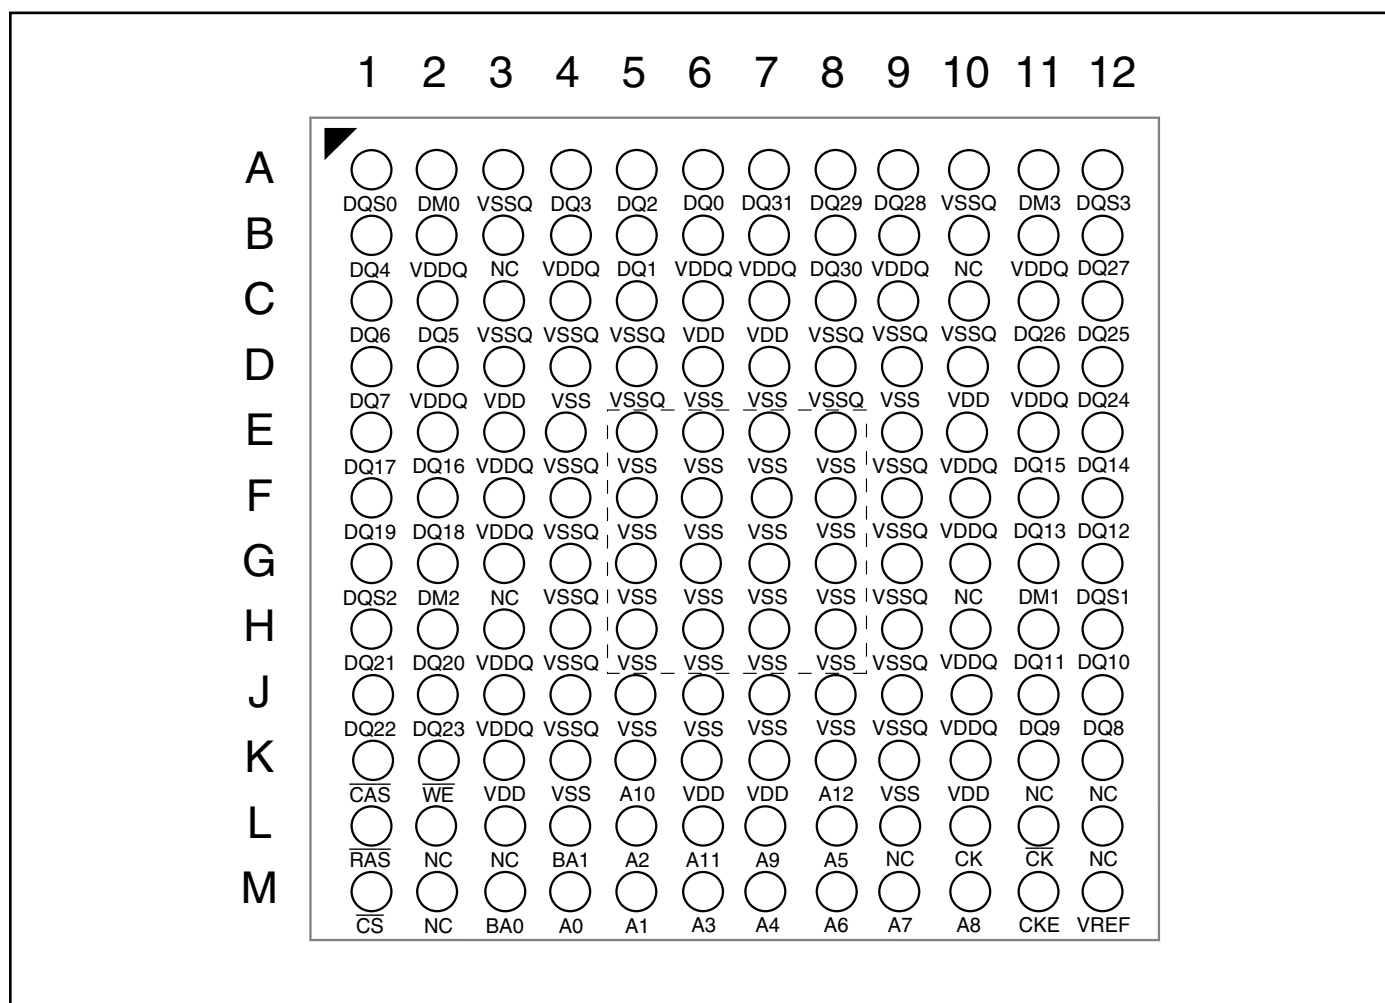 1 2 3 4 5 6 7 8 9 10 11 12
A
DQS0 DM0 VSSQ DQ3 DQ2 DQ0 DQ31 DQ29 DQ28 VSSQ DM3 DQS3
B
DQ4 VDDQ NC VDDQ DQ1 VDDQ VDDQ DQ30 VDDQ NC VDDQ DQ27
C
DQ6 DQ5 VSSQ VSSQ VSSQ VDD VDD VSSQ VSSQ VSSQ DQ26 DQ25
D
DQ7 VDDQ VDD VSS VSSQ VSS VSS VSSQ VSS VDD VDDQ DQ24
E
DQ17 DQ16 VDDQ VSSQ VSS VSS VSS VSS VSSQ VDDQ DQ15 DQ14
F
DQ19 DQ18 VDDQ VSSQ VSS VSS VSS VSS VSSQ VDDQ DQ13 DQ12
G
DQS2 DM2 NC VSSQ VSS VSS VSS VSS VSSQ NC DM1 DQS1
H
DQ21 DQ20 VDDQ VSSQ VSS VSS VSS VSS VSSQ VDDQ DQ11 DQ10
J
DQ22 DQ23 VDDQ VSSQ VSS VSS VSS VSS VSSQ VDDQ DQ9 DQ8
K
C̅A̅S̅ W̅E̅ VDD VSS A10 VDD VDD A12 VSS VDD NC NC
L
R̅A̅S̅ NC NC BA1 A2 A11 A9 A5 NC CK C̅K̅ NC
M
C̅S̅ NC BA0 A0 A1 A3 A4 A6 A7 A8 CKE VREF